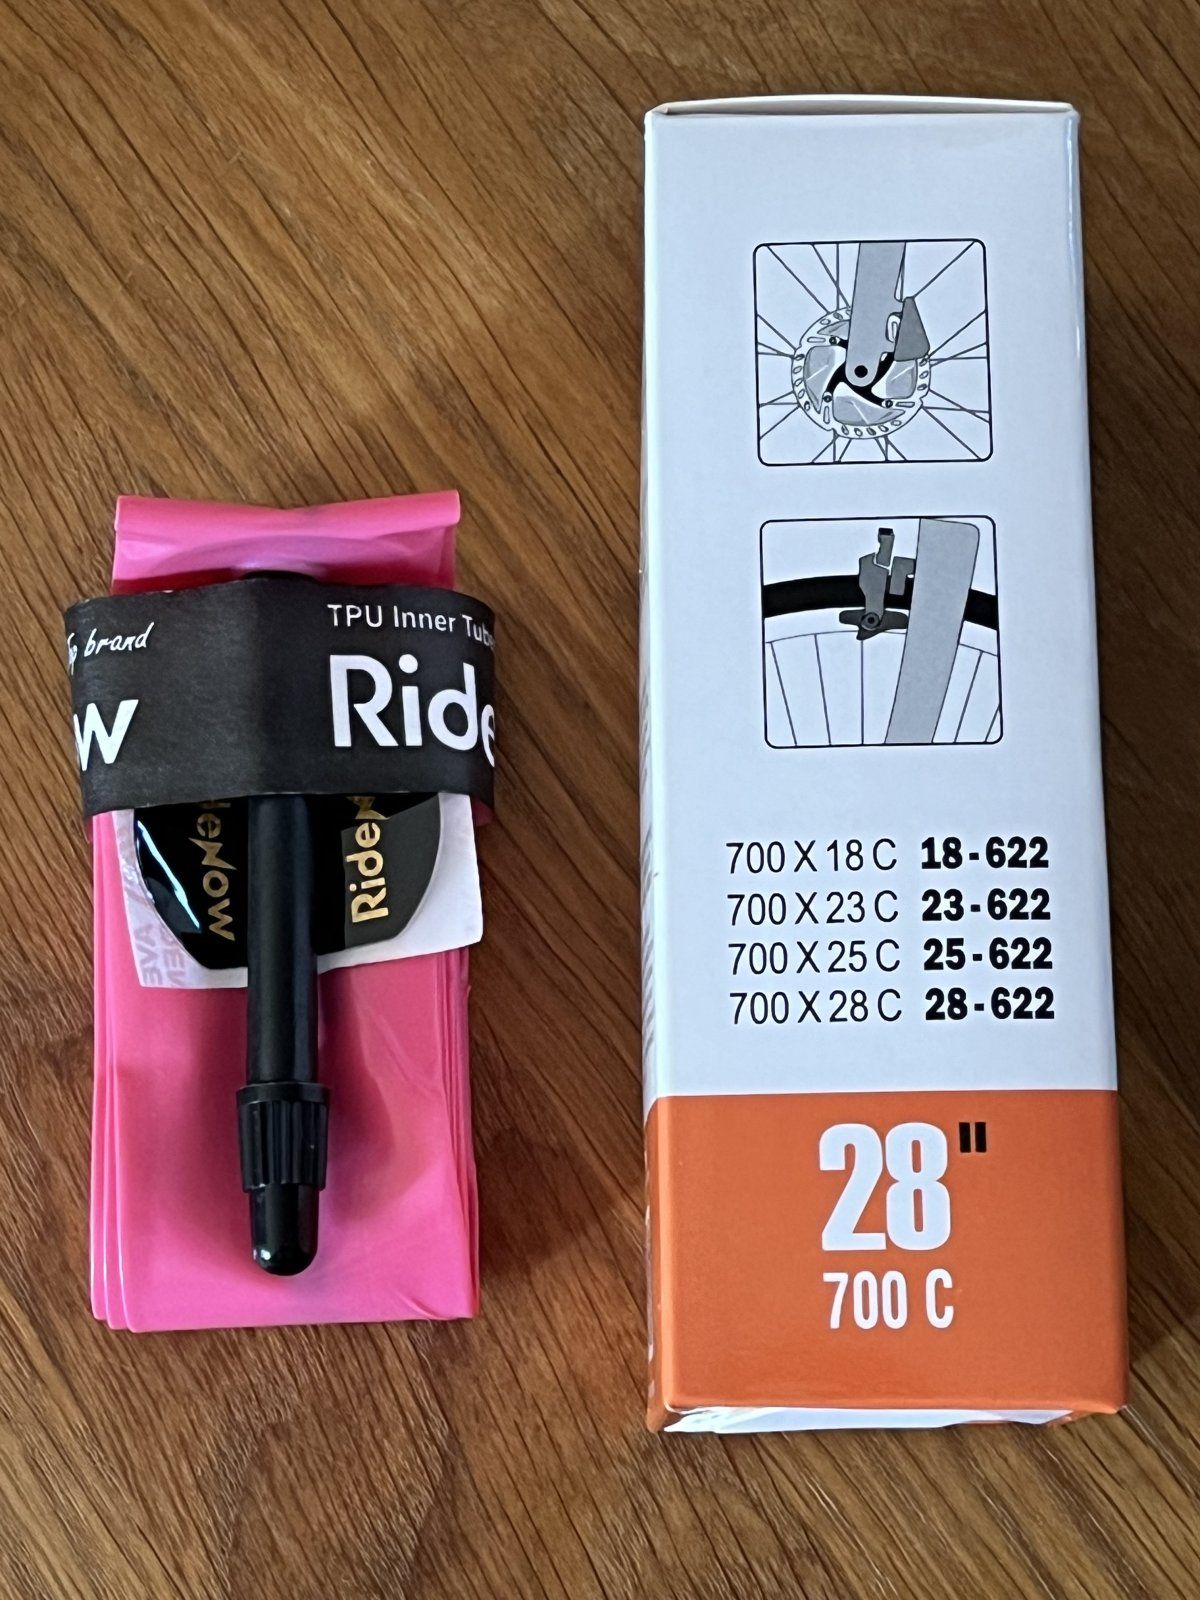 brand
TPU Inner Tube
w
Ride
RideNow
Ride
700 X 18 C 18-622
700 X 23 C 23-622
700 X 25 C 25-622
700 X 28 C 28-622
28"
700 C